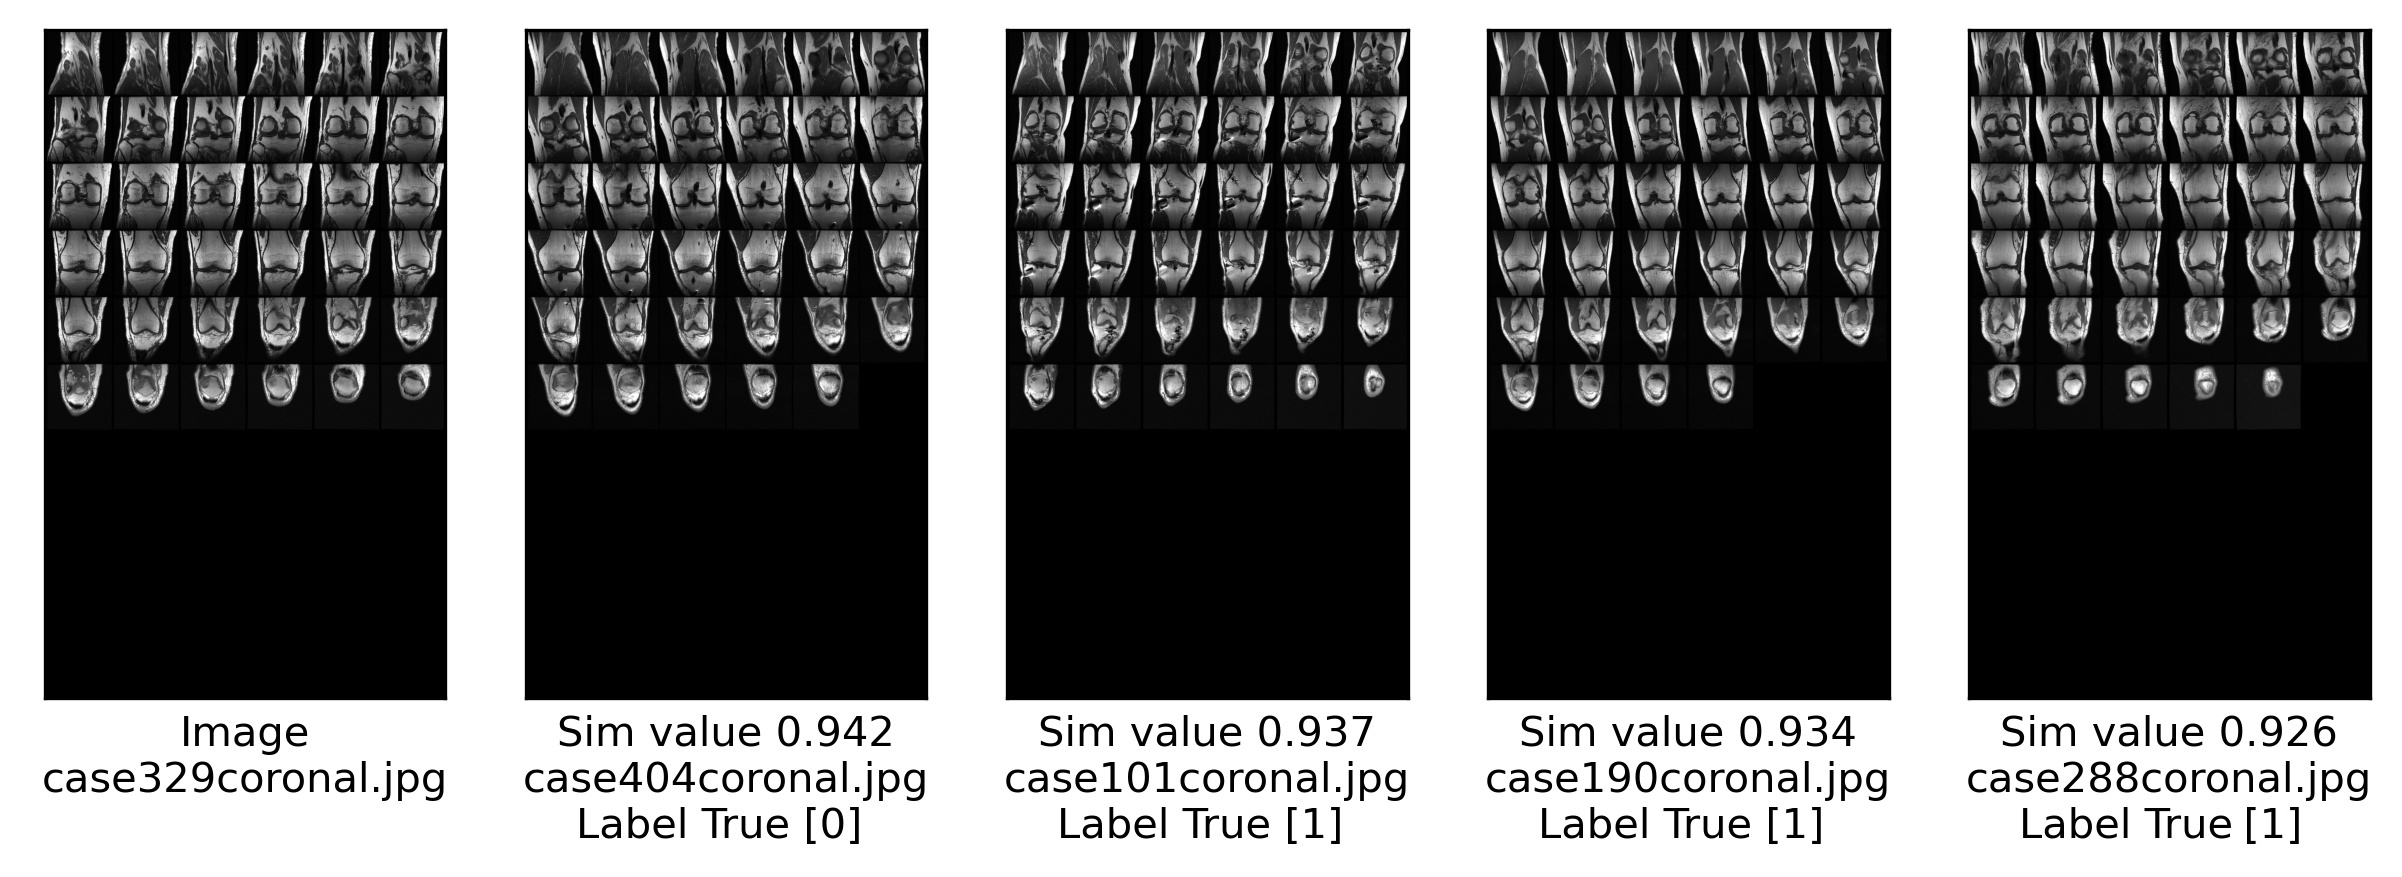 Image
case329coronal.jpg
Sim value 0.942
case404coronal.jpg
Label True [0]
Sim value 0.937
case101coronal.jpg
Label True [1]
Sim value 0.934
case190coronal.jpg
Label True [1]
Sim value 0.926
case288coronal.jpg
Label True [1]